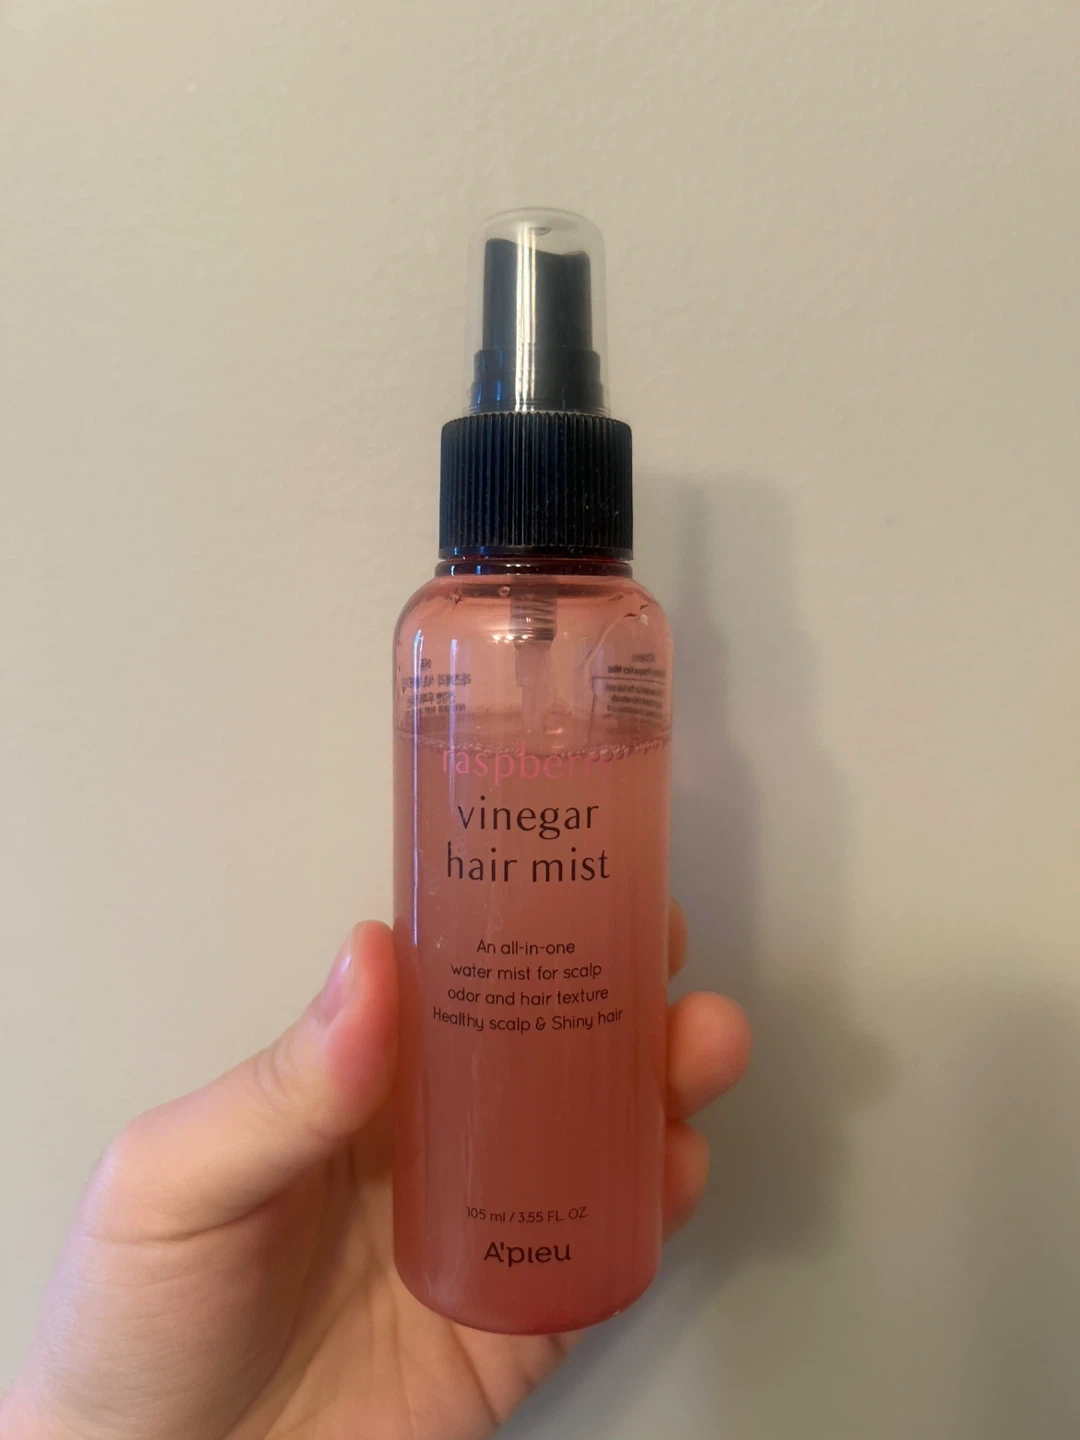 raspberry
vinegar
hair mist
An all-in-one
water mist for scalp
odor and hair texture
Healthy scalp & Shiny hair
105 ml / 3.55 FL. OZ.
A'pieu